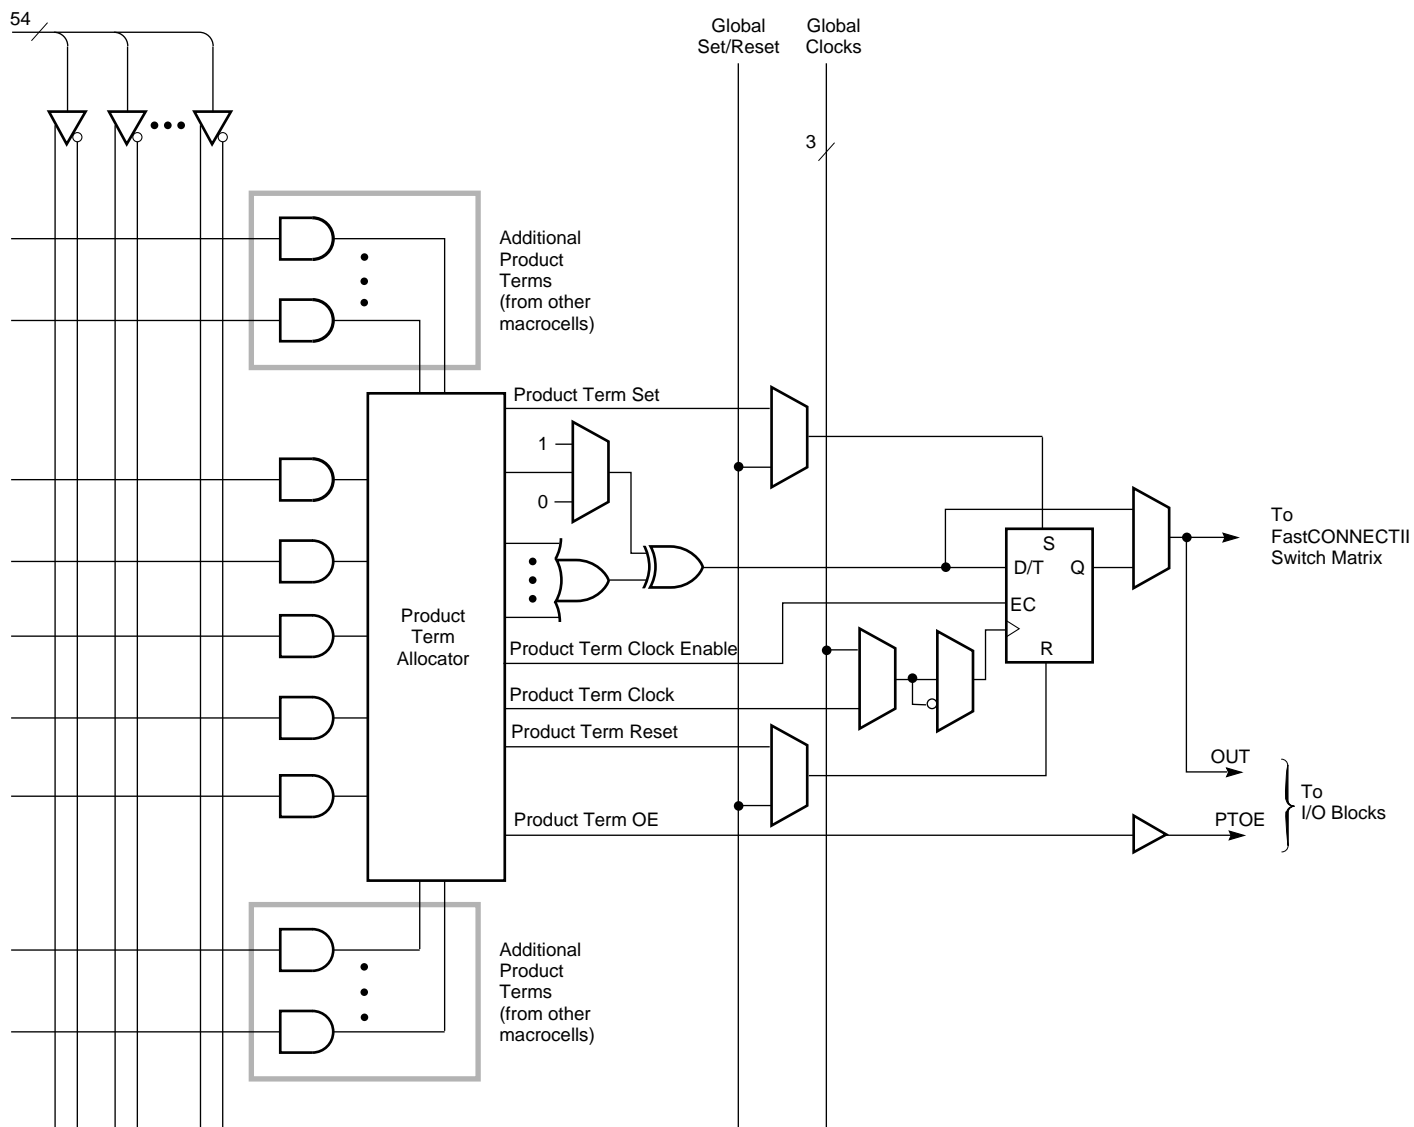 54
Global
Set/Reset
Global
Clocks
3
Additional
Product
Terms
(from other
macrocells)
Product Term Set
1
0
Product
Term
Allocator
S
D/T
Q
EC
R
To
FastCONNECTII
Switch Matrix
Product Term Clock Enable
Product Term Clock
Product Term Reset
Product Term OE
OUT
PTOE
To
I/O Blocks
Additional
Product
Terms
(from other
macrocells)